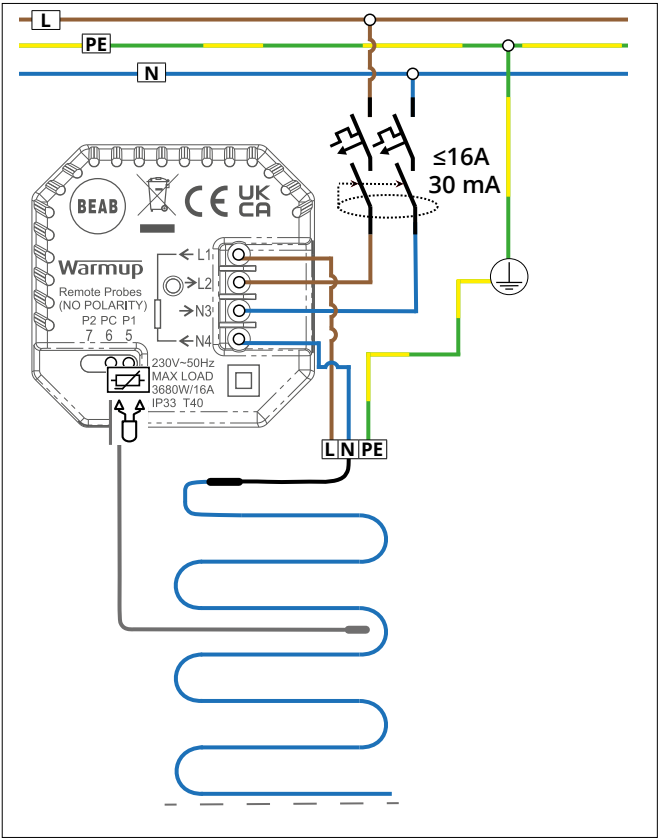 L
PE
N
≤16A
30 mA
BEAB
CE UK
CA
L1
Warmup
L2
Remote Probes
(NO POLARITY)
N3
P2 PC P1
7 6 5
N4
230V~50Hz
MAX LOAD
3680W/16A
IP33 T40
L N PE